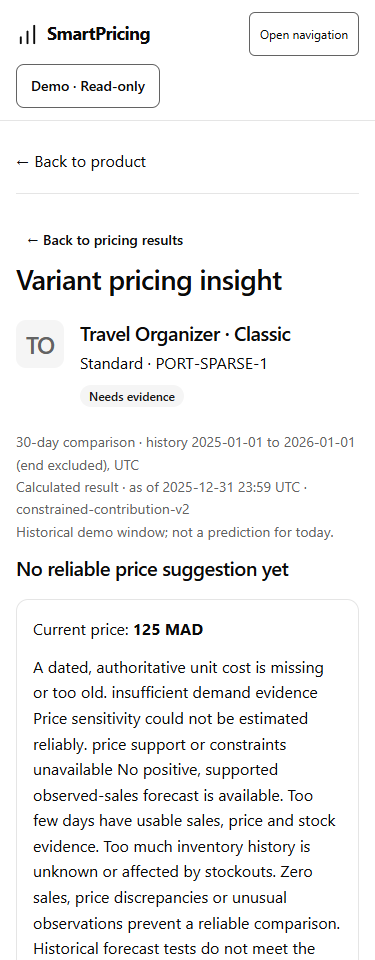 SmartPricing
Open navigation
Demo · Read-only
← Back to product
← Back to pricing results
Variant pricing insight
TO
Travel Organizer · Classic
Standard · PORT-SPARSE-1
Needs evidence
30-day comparison · history 2025-01-01 to 2026-01-01
(end excluded), UTC
Calculated result · as of 2025-12-31 23:59 UTC ·
constrained-contribution-v2
Historical demo window; not a prediction for today.
No reliable price suggestion yet
Current price: 125 MAD
A dated, authoritative unit cost is missing
or too old. insufficient demand evidence
Price sensitivity could not be estimated
reliably. price support or constraints
unavailable No positive, supported
observed-sales forecast is available. Too
few days have usable sales, price and stock
evidence. Too much inventory history is
unknown or affected by stockouts. Zero
sales, price discrepancies or unusual
observations prevent a reliable comparison.
Historical forecast tests do not meet the